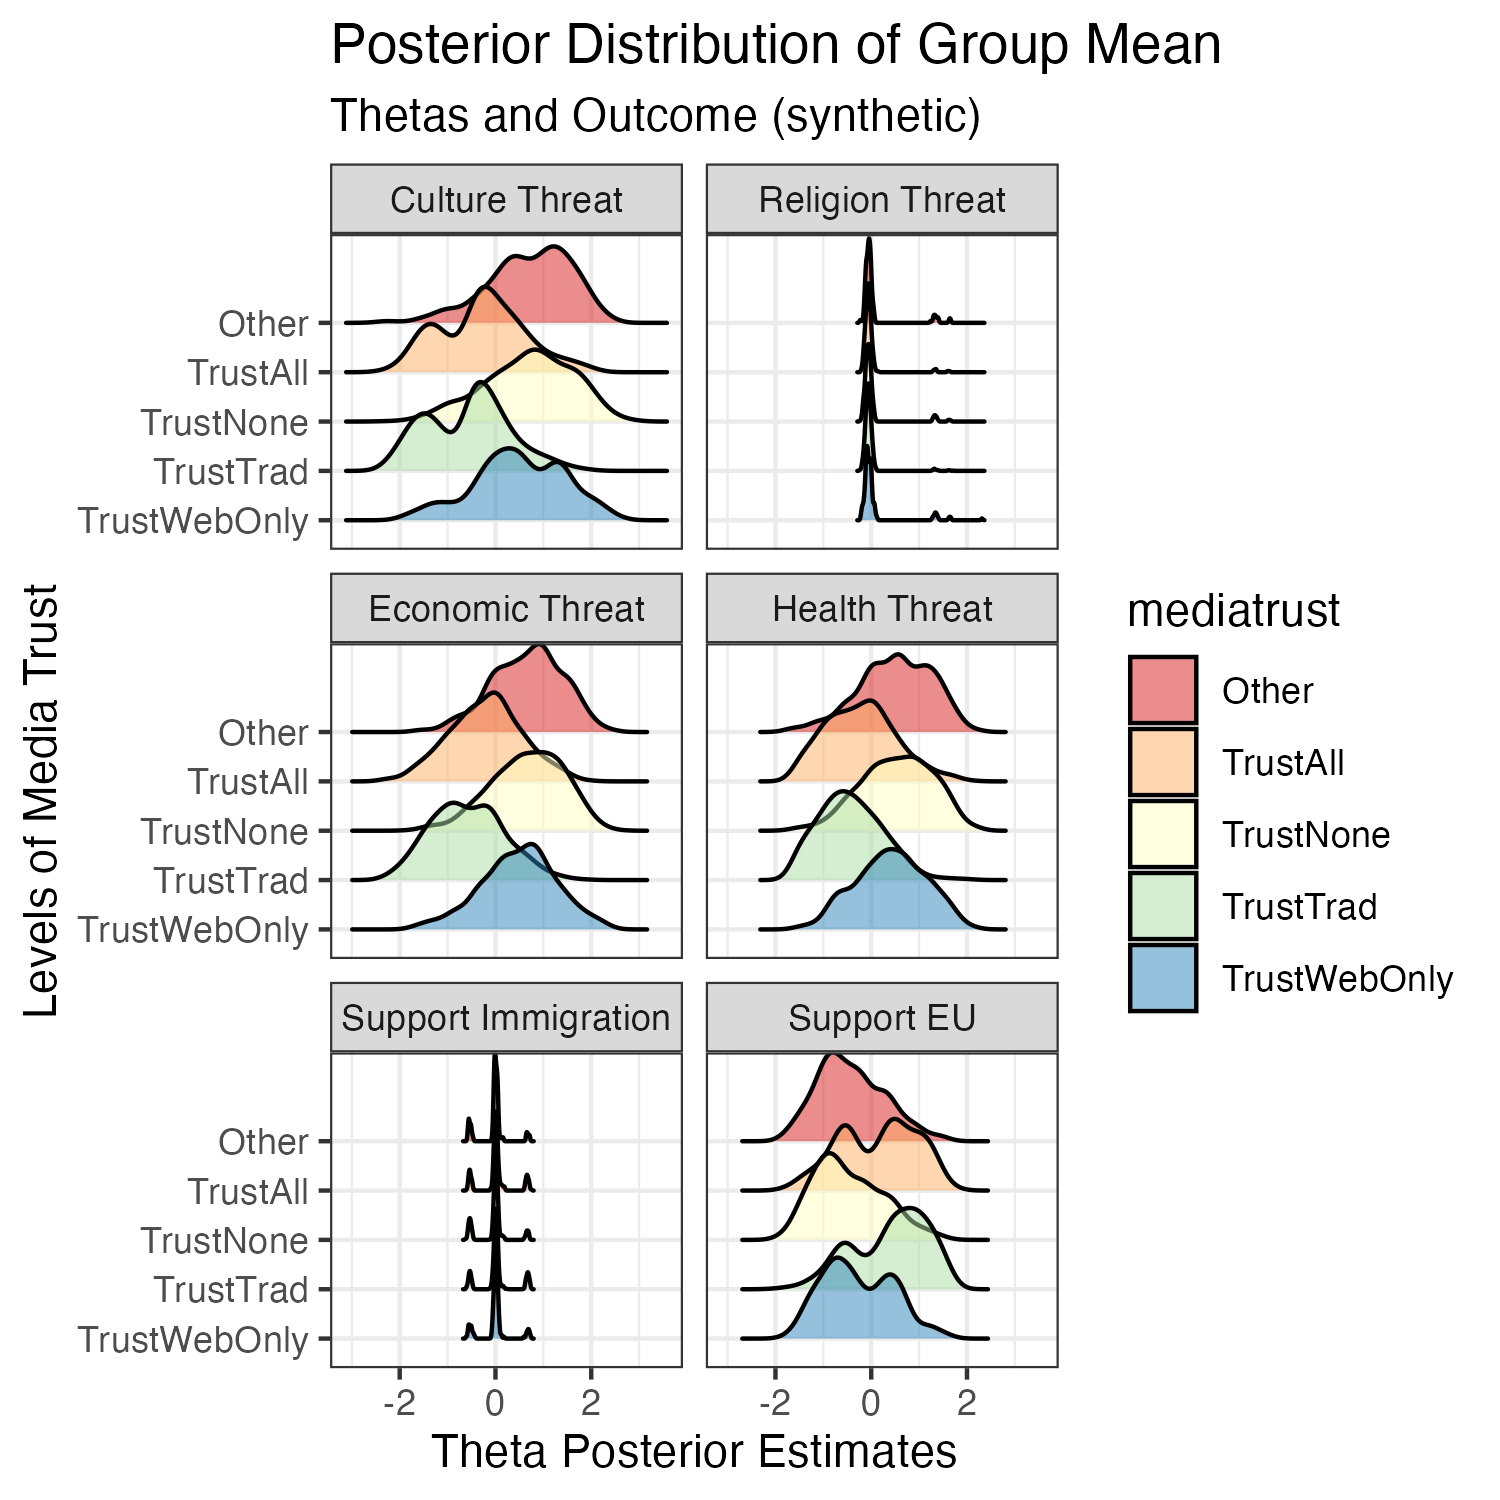 Posterior Distribution of Group Mean
Thetas and Outcome (synthetic)
Culture Threat
Religion Threat
Other
TrustAll
TrustNone
TrustTrad
TrustWebOnly
Economic Threat
Health Threat
Other
TrustAll
TrustNone
TrustTrad
TrustWebOnly
Support Immigration
Support EU
Other
TrustAll
TrustNone
TrustTrad
TrustWebOnly
-2 0 2
-2 0 2
Theta Posterior Estimates
Levels of Media Trust
mediatrust
Other
TrustAll
TrustNone
TrustTrad
TrustWebOnly